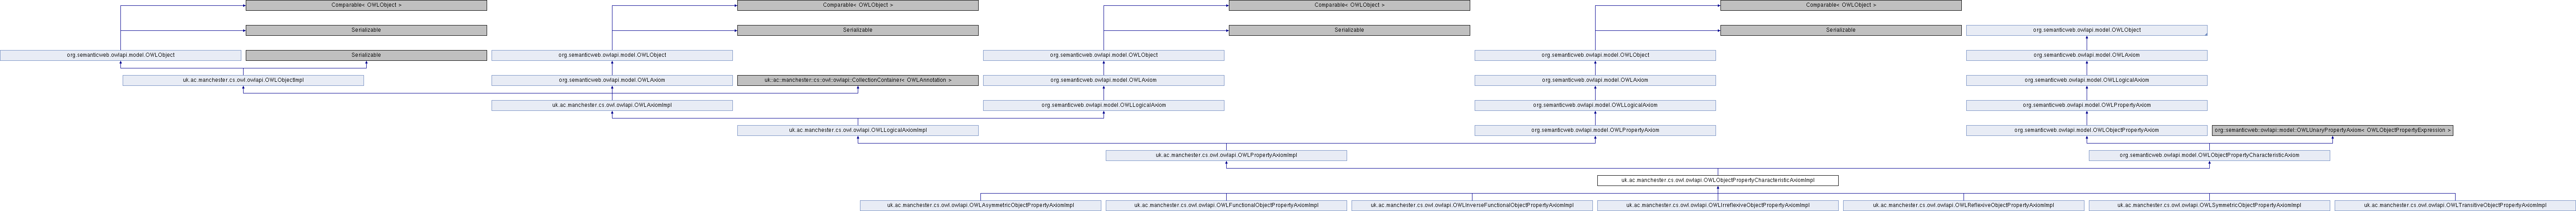 Comparable< OWLObject >
Comparable< OWLObject >
Comparable< OWLObject >
Comparable< OWLObject >
Serializable
Serializable
Serializable
Serializable
org.semanticweb.owlapi.model.OWLObject
org.semanticweb.owlapi.model.OWLObject
Serializable
org.semanticweb.owlapi.model.OWLObject
org.semanticweb.owlapi.model.OWLObject
org.semanticweb.owlapi.model.OWLObject
org.semanticweb.owlapi.model.OWLAxiom
uk.ac.manchester.cs.owl.owlapi.OWLObjectImpl
org.semanticweb.owlapi.model.OWLAxiom
uk::ac::manchester::cs::owl::owlapi::CollectionContainer< OWLAnnotation >
org.semanticweb.owlapi.model.OWLAxiom
org.semanticweb.owlapi.model.OWLAxiom
org.semanticweb.owlapi.model.OWLLogicalAxiom
uk.ac.manchester.cs.owl.owlapi.OWLAxiomImpl
org.semanticweb.owlapi.model.OWLLogicalAxiom
org.semanticweb.owlapi.model.OWLLogicalAxiom
org.semanticweb.owlapi.model.OWLPropertyAxiom
uk.ac.manchester.cs.owl.owlapi.OWLLogicalAxiomImpl
org.semanticweb.owlapi.model.OWLPropertyAxiom
org.semanticweb.owlapi.model.OWLObjectPropertyAxiom
org::semanticweb::owlapi::model::OWLUnaryPropertyAxiom< OWLObjectPropertyExpression >
uk.ac.manchester.cs.owl.owlapi.OWLPropertyAxiomImpl
org.semanticweb.owlapi.model.OWLObjectPropertyCharacteristicAxiom
uk.ac.manchester.cs.owl.owlapi.OWLObjectPropertyCharacteristicAxiomImpl
uk.ac.manchester.cs.owl.owlapi.OWLAsymmetricObjectPropertyAxiomImpl
uk.ac.manchester.cs.owl.owlapi.OWLFunctionalObjectPropertyAxiomImpl
uk.ac.manchester.cs.owl.owlapi.OWLInverseFunctionalObjectPropertyAxiomImpl
uk.ac.manchester.cs.owl.owlapi.OWLIrreflexiveObjectPropertyAxiomImpl
uk.ac.manchester.cs.owl.owlapi.OWLReflexiveObjectPropertyAxiomImpl
uk.ac.manchester.cs.owl.owlapi.OWLSymmetricObjectPropertyAxiomImpl
uk.ac.manchester.cs.owl.owlapi.OWLTransitiveObjectPropertyAxiomImpl